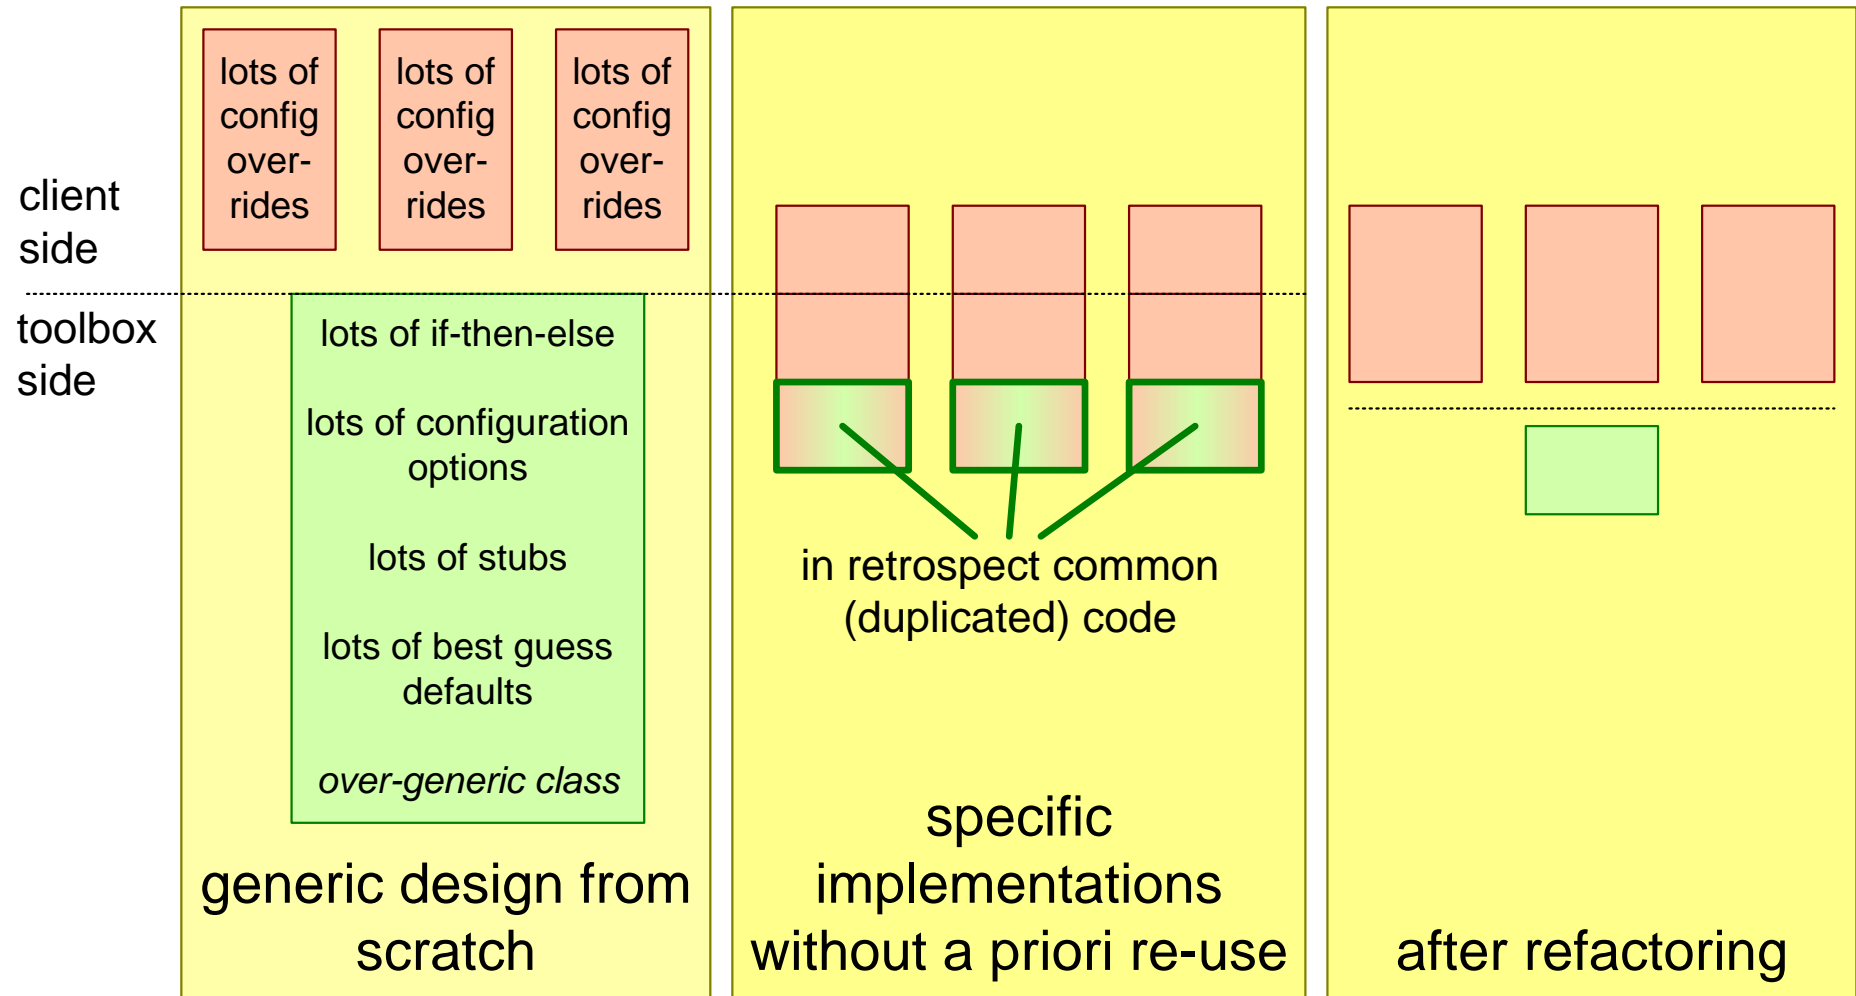 client
side
toolbox
side
lots of
config
over-
rides
lots of
config
over-
rides
lots of
config
over-
rides
lots of if-then-else
lots of configuration
options
lots of stubs
lots of best guess
defaults
over-generic class
generic design from
scratch
in retrospect common
(duplicated) code
specific
implementations
without a priori re-use
after refactoring